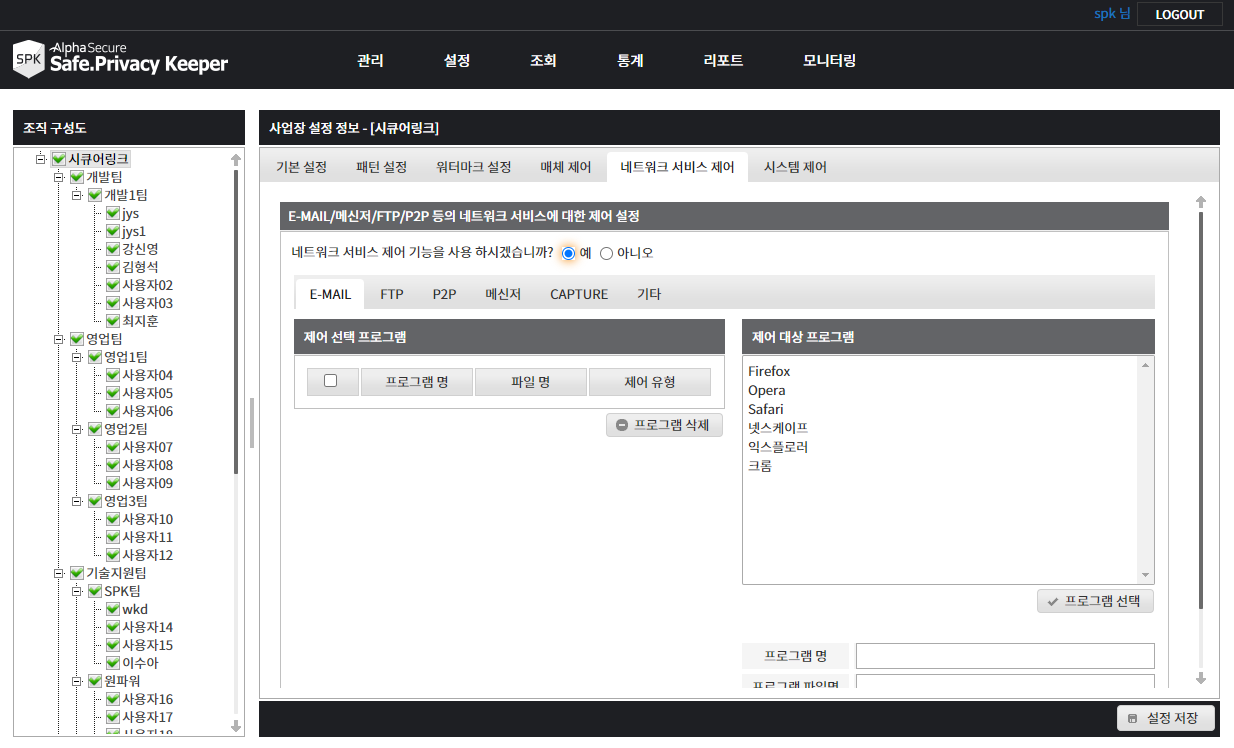 spk 님 LOGOUT
SPK AlphaSecure
Safe.Privacy Keeper
관리 설정 조회 통계 리포트 모니터링
조직 구성도
시큐어링크
개발팀
개발1팀
jys
jys1
강신영
김형석
사용자02
사용자03
최지훈
영업팀
영업1팀
사용자04
사용자05
사용자06
영업2팀
사용자07
사용자08
사용자09
영업3팀
사용자10
사용자11
사용자12
기술지원팀
SPK팀
wkd
사용자14
사용자15
이수아
원파워
사용자16
사용자17
사용자18
사업장 설정 정보 - [시큐어링크]
기본 설정 패턴 설정 워터마크 설정 매체 제어 네트워크 서비스 제어 시스템 제어
E-MAIL/메신저/FTP/P2P 등의 네트워크 서비스에 대한 제어 설정
네트워크 서비스 제어 기능을 사용 하시겠습니까? 예 아니오
E-MAIL FTP P2P 메신저 CAPTURE 기타
제어 선택 프로그램
프로그램 명 파일 명 제어 유형
프로그램 삭제
제어 대상 프로그램
Firefox
Opera
Safari
넷스케이프
익스플로러
크롬
프로그램 선택
프로그램 명
프로그램 파일명
설정 저장